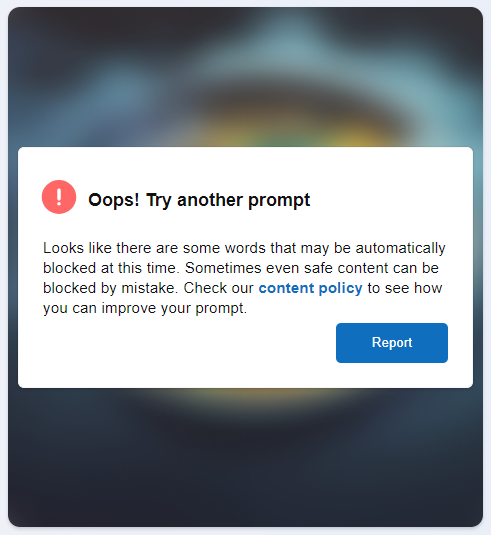 Oops! Try another prompt
Looks like there are some words that may be automatically
blocked at this time. Sometimes even safe content can be
blocked by mistake. Check our content policy to see how
you can improve your prompt.
Report